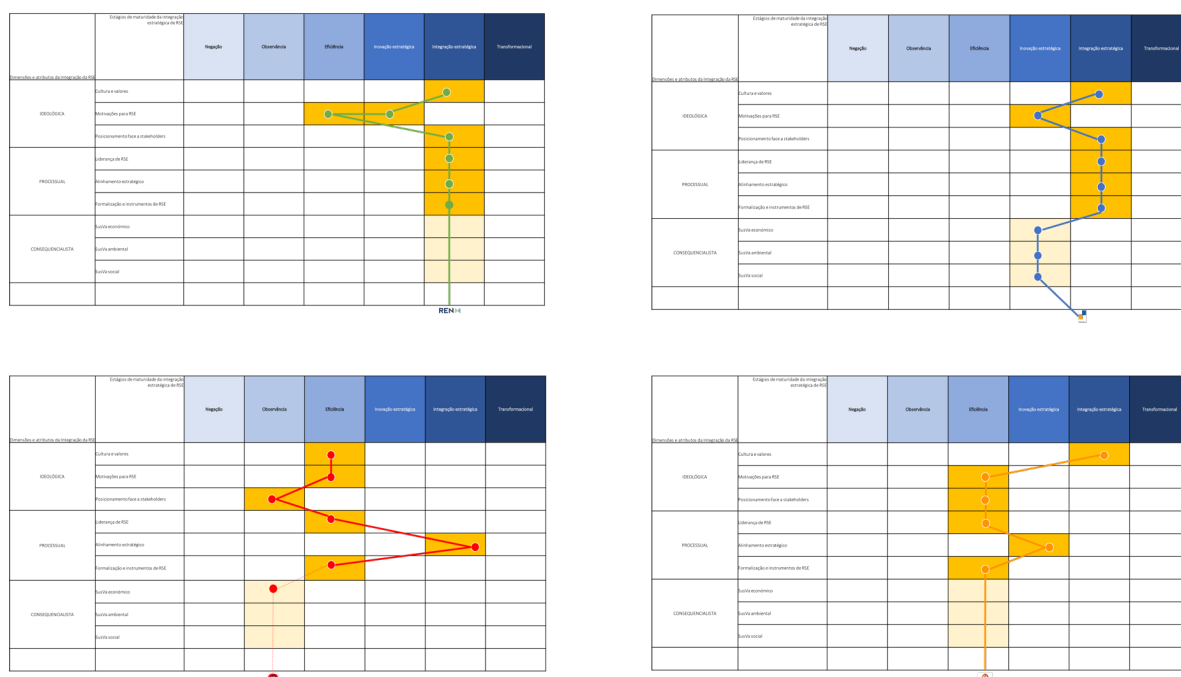 Estágios de maturidade da integração
estratégica de RSE
Negação
Observância
Eficiência
Inovação estratégica
Integração estratégica
Transformacional
Dimensões e atributos da integração da RSE
IDEOLÓGICA
Cultura e valores
Motivações para RSE
Posicionamento face a stakeholders
PROCESSUAL
Liderança de RSE
Alinhamento estratégico
Formalização e instrumentos de RSE
CONSEQUENCIALISTA
SusVa económico
SusVa ambiental
SusVa social
REN
Estágios de maturidade da integração
estratégica de RSE
Negação
Observância
Eficiência
Inovação estratégica
Integração estratégica
Transformacional
Dimensões e atributos da integração da RSE
IDEOLÓGICA
Cultura e valores
Motivações para RSE
Posicionamento face a stakeholders
PROCESSUAL
Liderança de RSE
Alinhamento estratégico
Formalização e instrumentos de RSE
CONSEQUENCIALISTA
SusVa económico
SusVa ambiental
SusVa social
Estágios de maturidade da integração
estratégica de RSE
Negação
Observância
Eficiência
Inovação estratégica
Integração estratégica
Transformacional
Dimensões e atributos da integração da RSE
IDEOLÓGICA
Cultura e valores
Motivações para RSE
Posicionamento face a stakeholders
PROCESSUAL
Liderança de RSE
Alinhamento estratégico
Formalização e instrumentos de RSE
CONSEQUENCIALISTA
SusVa económico
SusVa ambiental
SusVa social
Estágios de maturidade da integração
estratégica de RSE
Negação
Observância
Eficiência
Inovação estratégica
Integração estratégica
Transformacional
Dimensões e atributos da integração da RSE
IDEOLÓGICA
Cultura e valores
Motivações para RSE
Posicionamento face a stakeholders
PROCESSUAL
Liderança de RSE
Alinhamento estratégico
Formalização e instrumentos de RSE
CONSEQUENCIALISTA
SusVa económico
SusVa ambiental
SusVa social